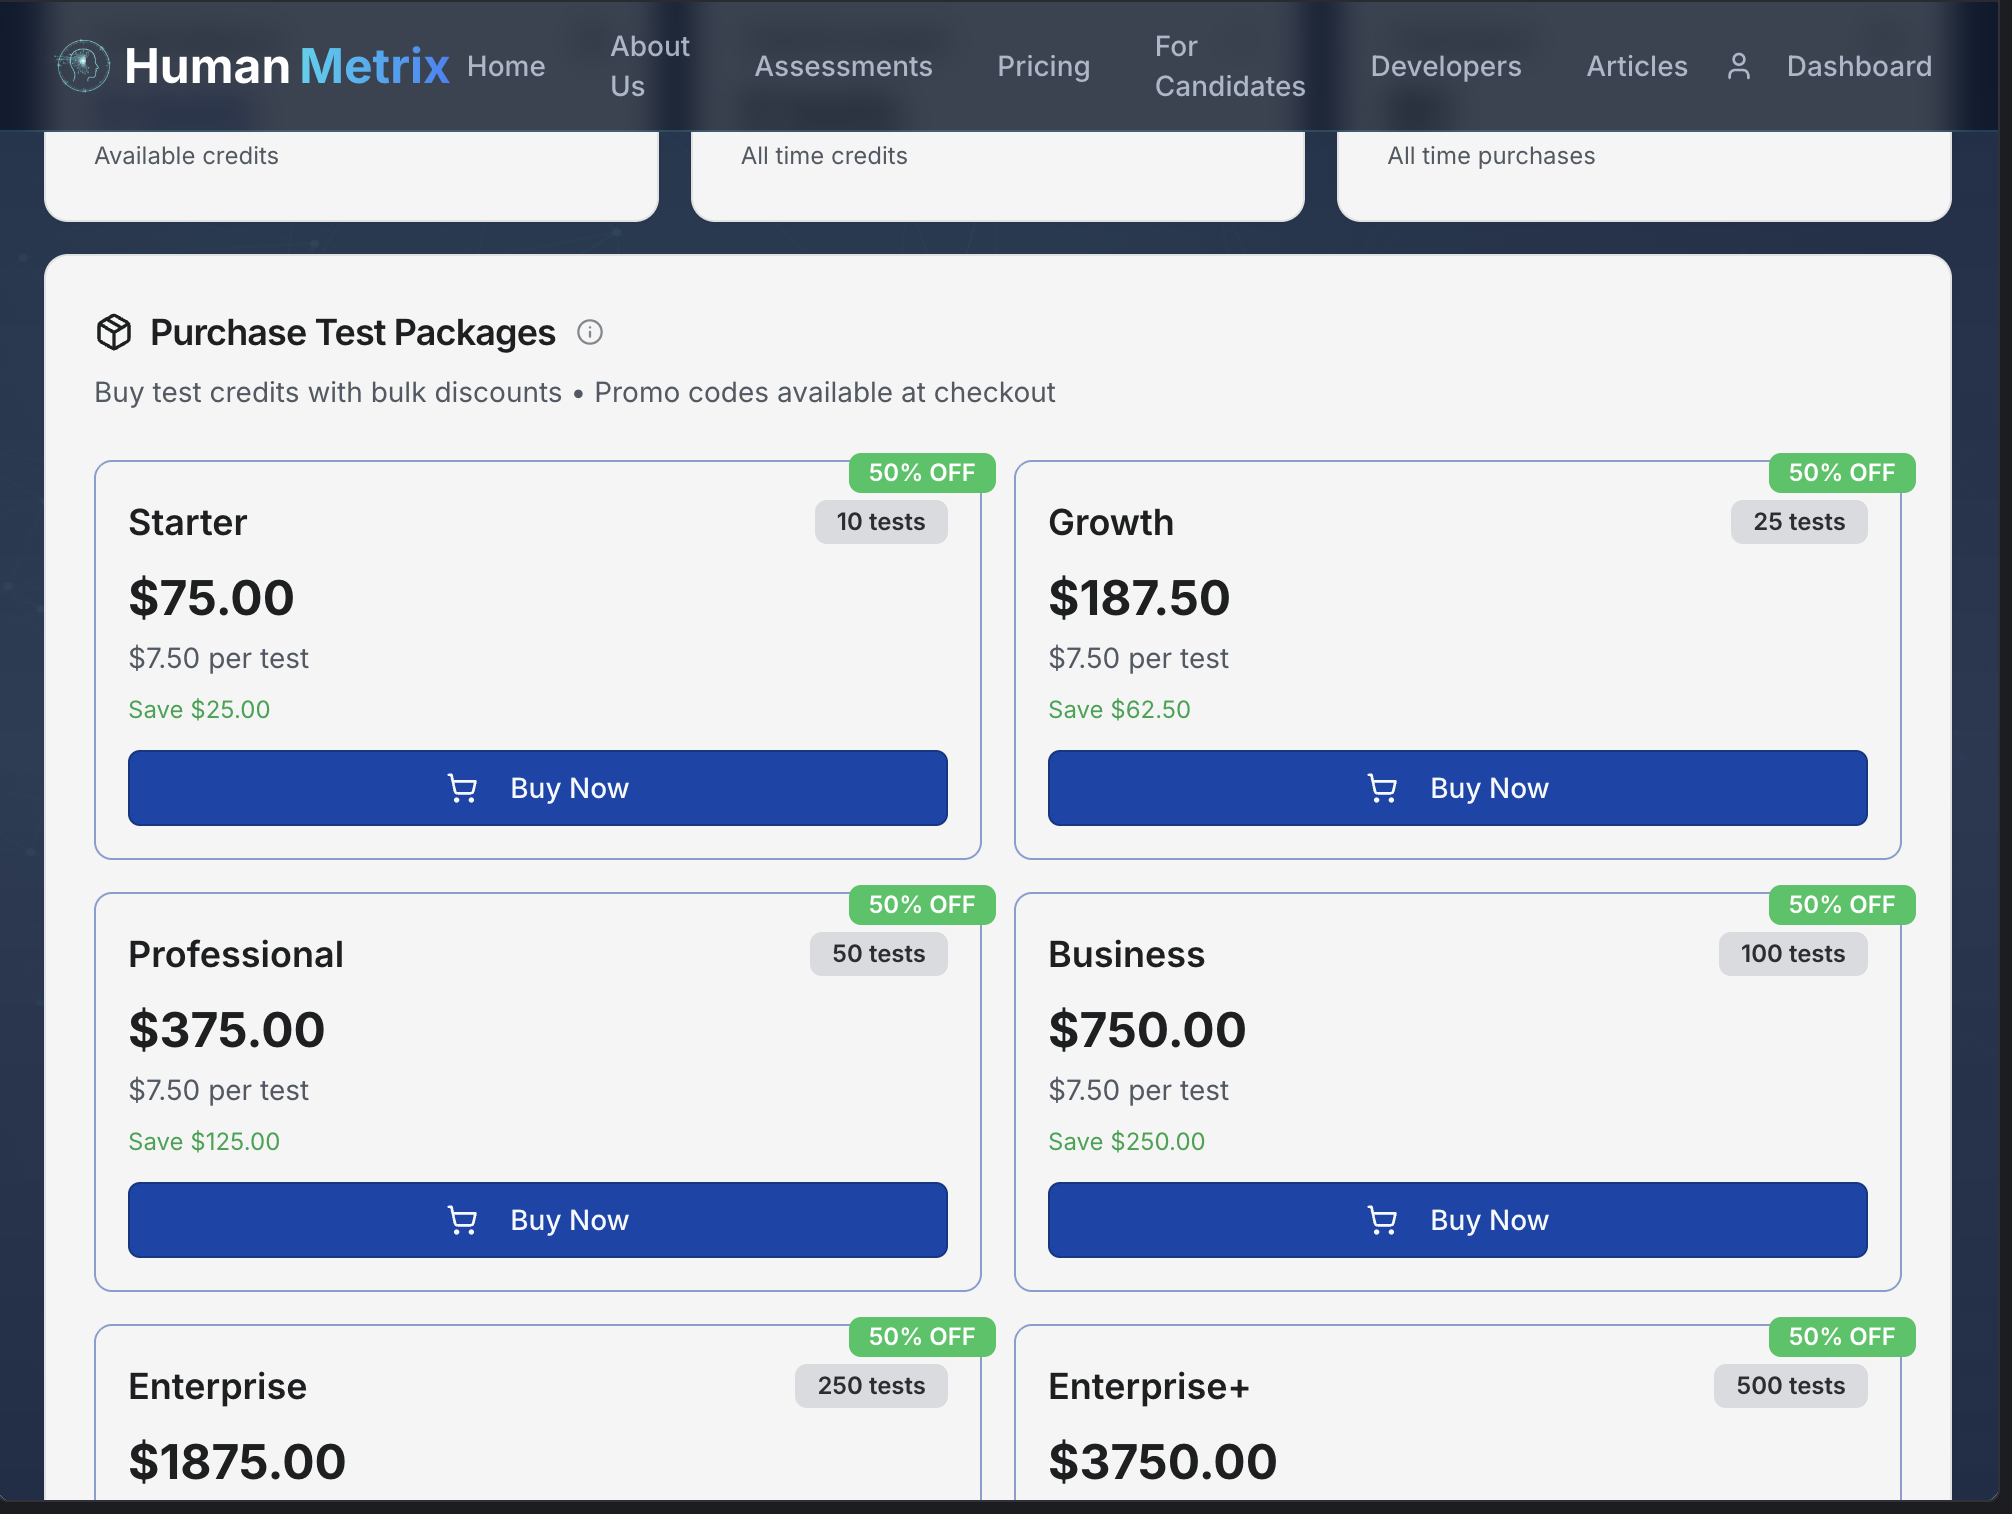 Human Metrix
Home
About
Us
Assessments
Pricing
For
Candidates
Developers
Articles
Dashboard
Available credits
All time credits
All time purchases
Purchase Test Packages
Buy test credits with bulk discounts • Promo codes available at checkout
50% OFF
Starter
10 tests
$75.00
$7.50 per test
Save $25.00
Buy Now
50% OFF
Growth
25 tests
$187.50
$7.50 per test
Save $62.50
Buy Now
50% OFF
Professional
50 tests
$375.00
$7.50 per test
Save $125.00
Buy Now
50% OFF
Business
100 tests
$750.00
$7.50 per test
Save $250.00
Buy Now
50% OFF
Enterprise
250 tests
$1875.00
50% OFF
Enterprise+
500 tests
$3750.00